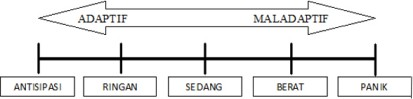 ADAPTIF MALADAPTIF
ANTISIPASI RINGAN SEDANG BERAT PANIK